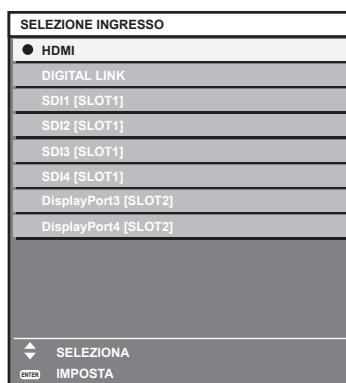 SELEZIONE INGRESSO
HDMI
DIGITAL LINK
SDI1 [SLOT1]
SDI2 [SLOT1]
SDI3 [SLOT1]
SDI4 [SLOT1]
DisplayPort3 [SLOT2]
DisplayPort4 [SLOT2]
SELEZIONA
ENTER IMPOSTA